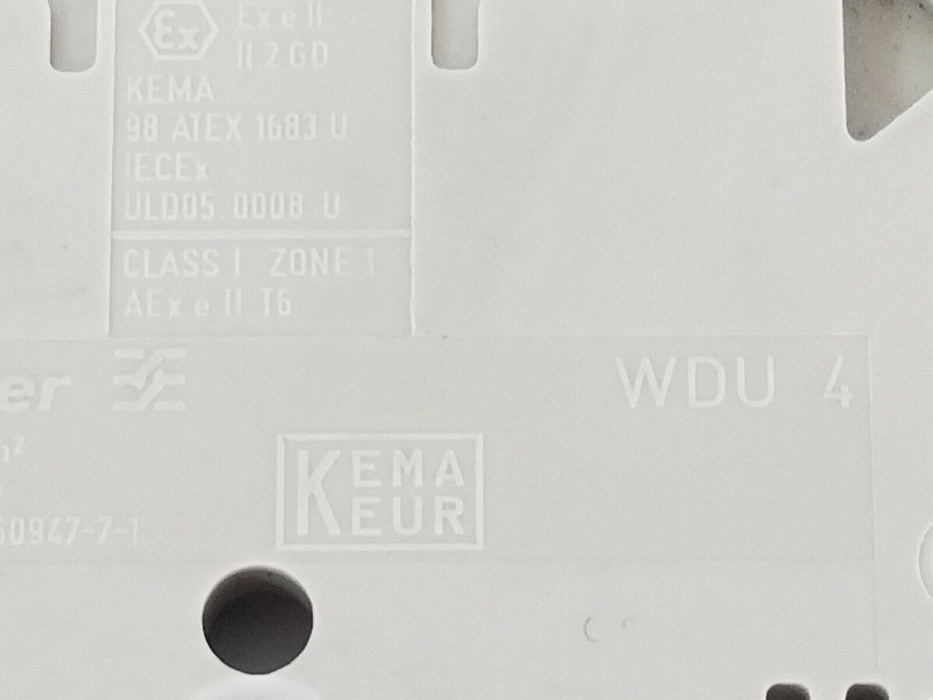 Ex Ex e II
II 2 G D
KEMA
98 ATEX 1683 U
IECEx
ULD05.0008 U
CLASS I ZONE 1
AEx e II T6
er
WDU 4
KEMA
EUR
60947-7-1